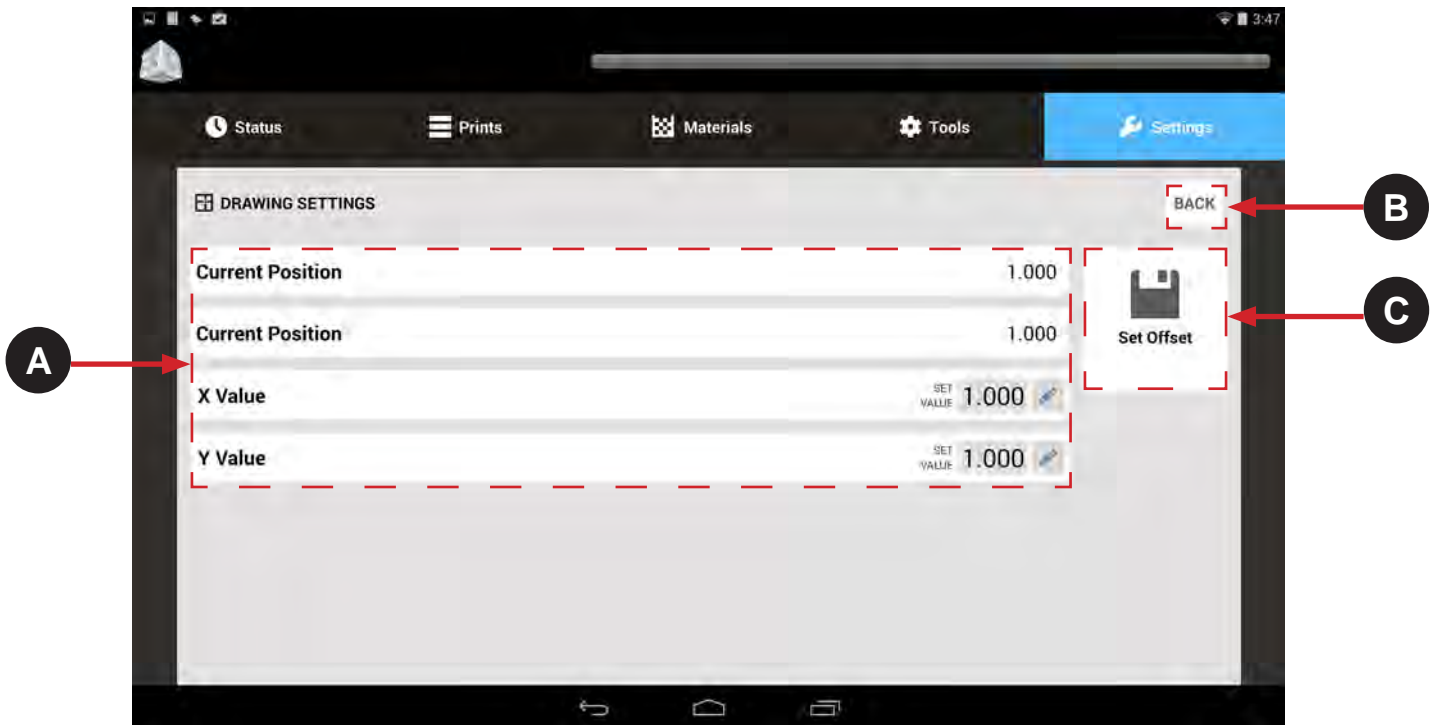 3:47
Status Prints Materials Tools Settings
DRAWING SETTINGS BACK
B
Current Position 1.000
Set Offset
C
Current Position 1.000
A
X Value SET VALUE 1.000
Y Value SET VALUE 1.000